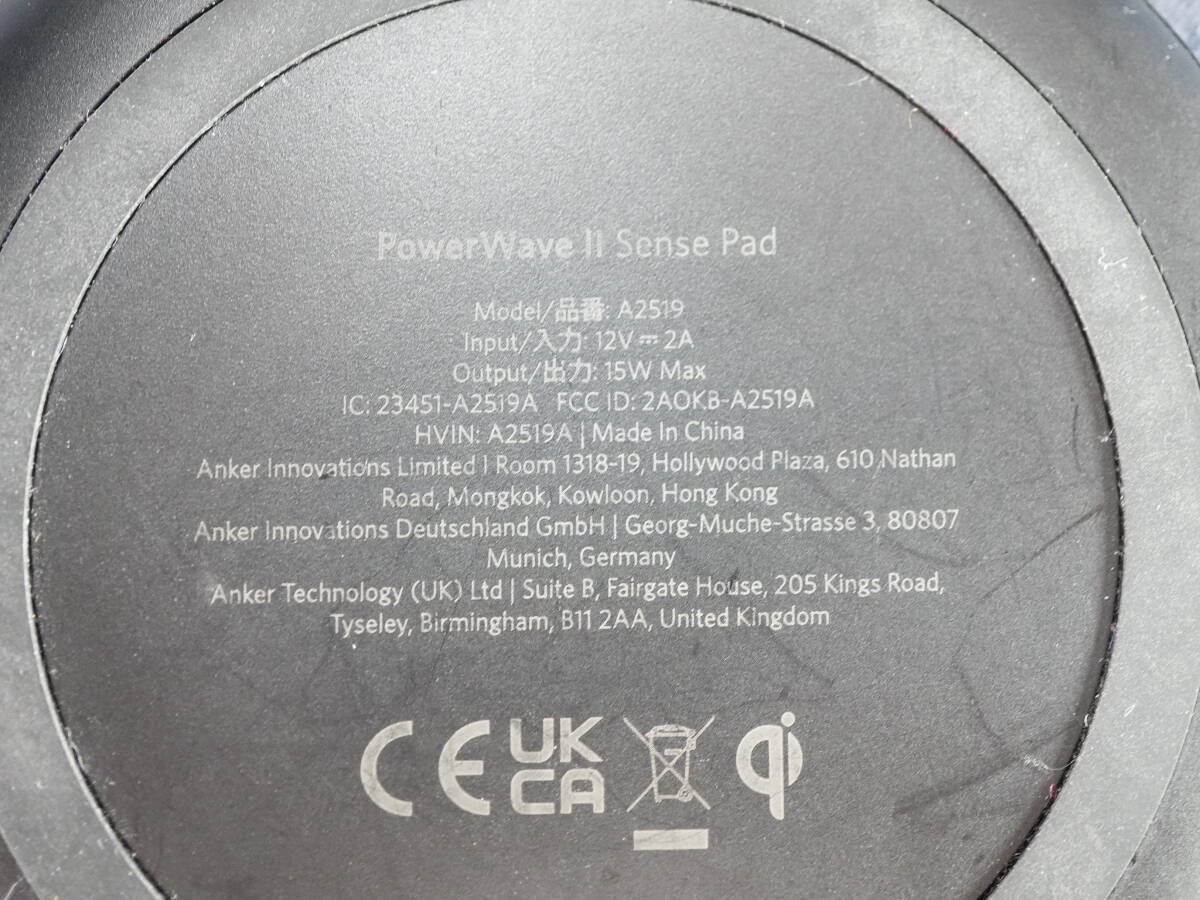 PowerWave II Sense Pad
Model/品番: A2519
Input/入力: 12V⎓2A
Output/出力: 15W Max
IC: 23451-A2519A FCC ID: 2AOKB-A2519A
HVIN: A2519A | Made In China
Anker Innovations Limited | Room 1318-19, Hollywood Plaza, 610 Nathan
Road, Mongkok, Kowloon, Hong Kong
Anker Innovations Deutschland GmbH | Georg-Muche-Strasse 3, 80807
Munich, Germany
Anker Technology (UK) Ltd | Suite B, Fairgate House, 205 Kings Road,
Tyseley, Birmingham, B11 2AA, United Kingdom
CE UK CA qi